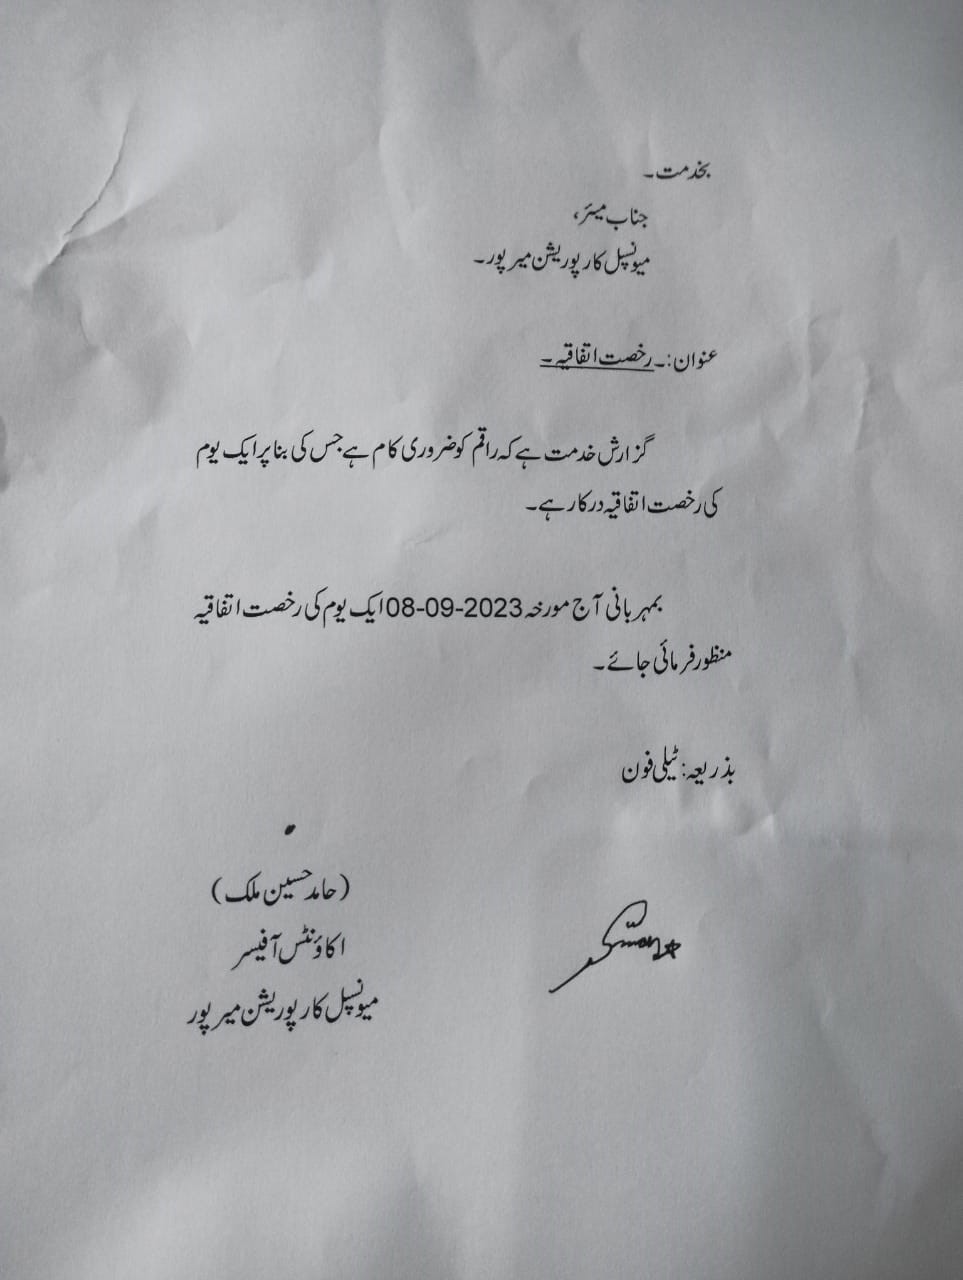 بخدمت۔
جناب میئر،
میونسپل کارپوریشن میرپور۔
عنوان:۔ رخصت اتفاقیہ۔
گزارش خدمت ہے کہ راقم کو ضروری کام ہے جس کی بنا پر ایک یوم
کی رخصت اتفاقیہ درکار ہے۔
بمہربانی آج مورخہ 08-09-2023 ایک یوم کی رخصت اتفاقیہ
منظور فرمائی جائے۔
بذریعہ: ٹیلی فون
(حامد حسین ملک)
اکاؤنٹس آفیسر
میونسپل کارپوریشن میرپور